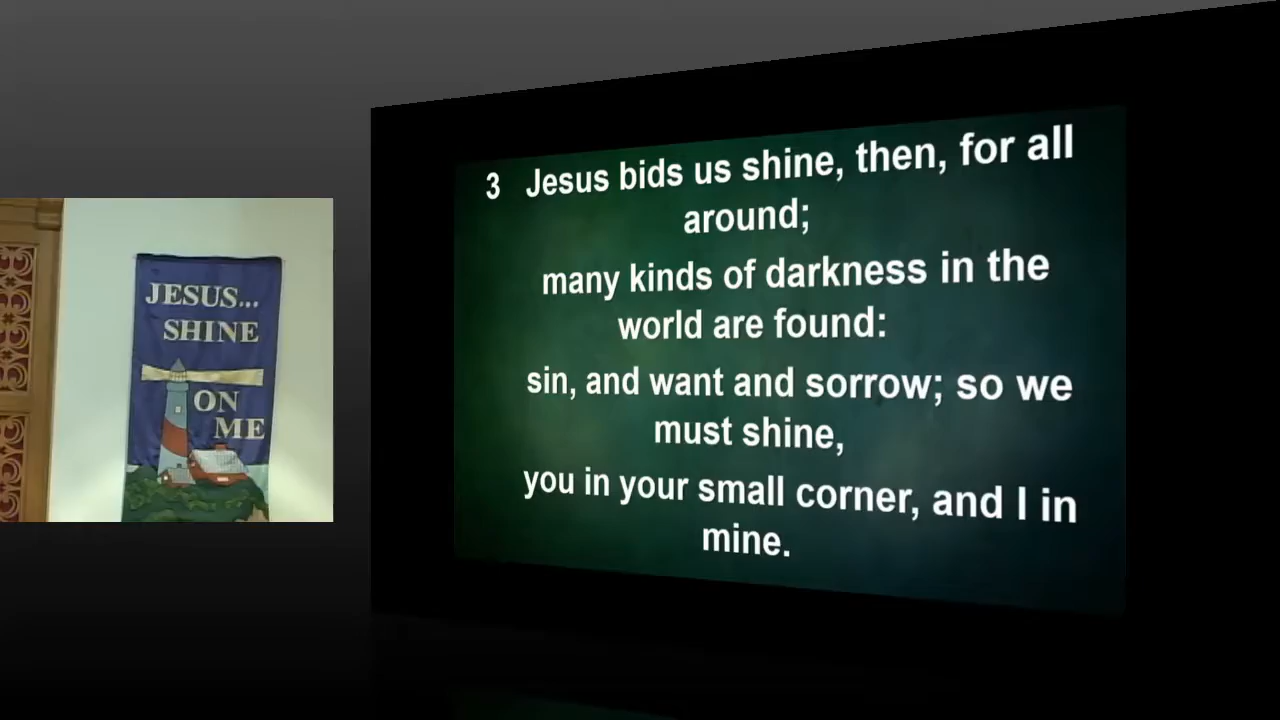 JESUS...
SHINE
ON
ME
3 Jesus bids us shine, then, for all
around;
many kinds of darkness in the
world are found:
sin, and want and sorrow; so we
must shine,
you in your small corner, and I in
mine.